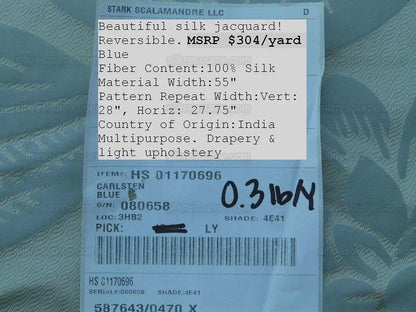 STARK SCALAMANDRE LLC D
Beautiful silk jacquard!
Reversible. MSRP $304/yard
Blue
Fiber Content:100% Silk
Material Width:55"
Pattern Repeat Width:Vert:
28", Horiz: 27.75"
Country of Origin:India
Multipurpose. Drapery &
light upholstery
ITEM#: HS 01170696
CARLSTEN
BLUE
S/N: 080658
0.3 lb/Y
LOC: 3HB2 SHADE: 4E41
PICK: LY
HS 01170696
SERIAL#:080658 SHADE:4E41
587643/0470 X